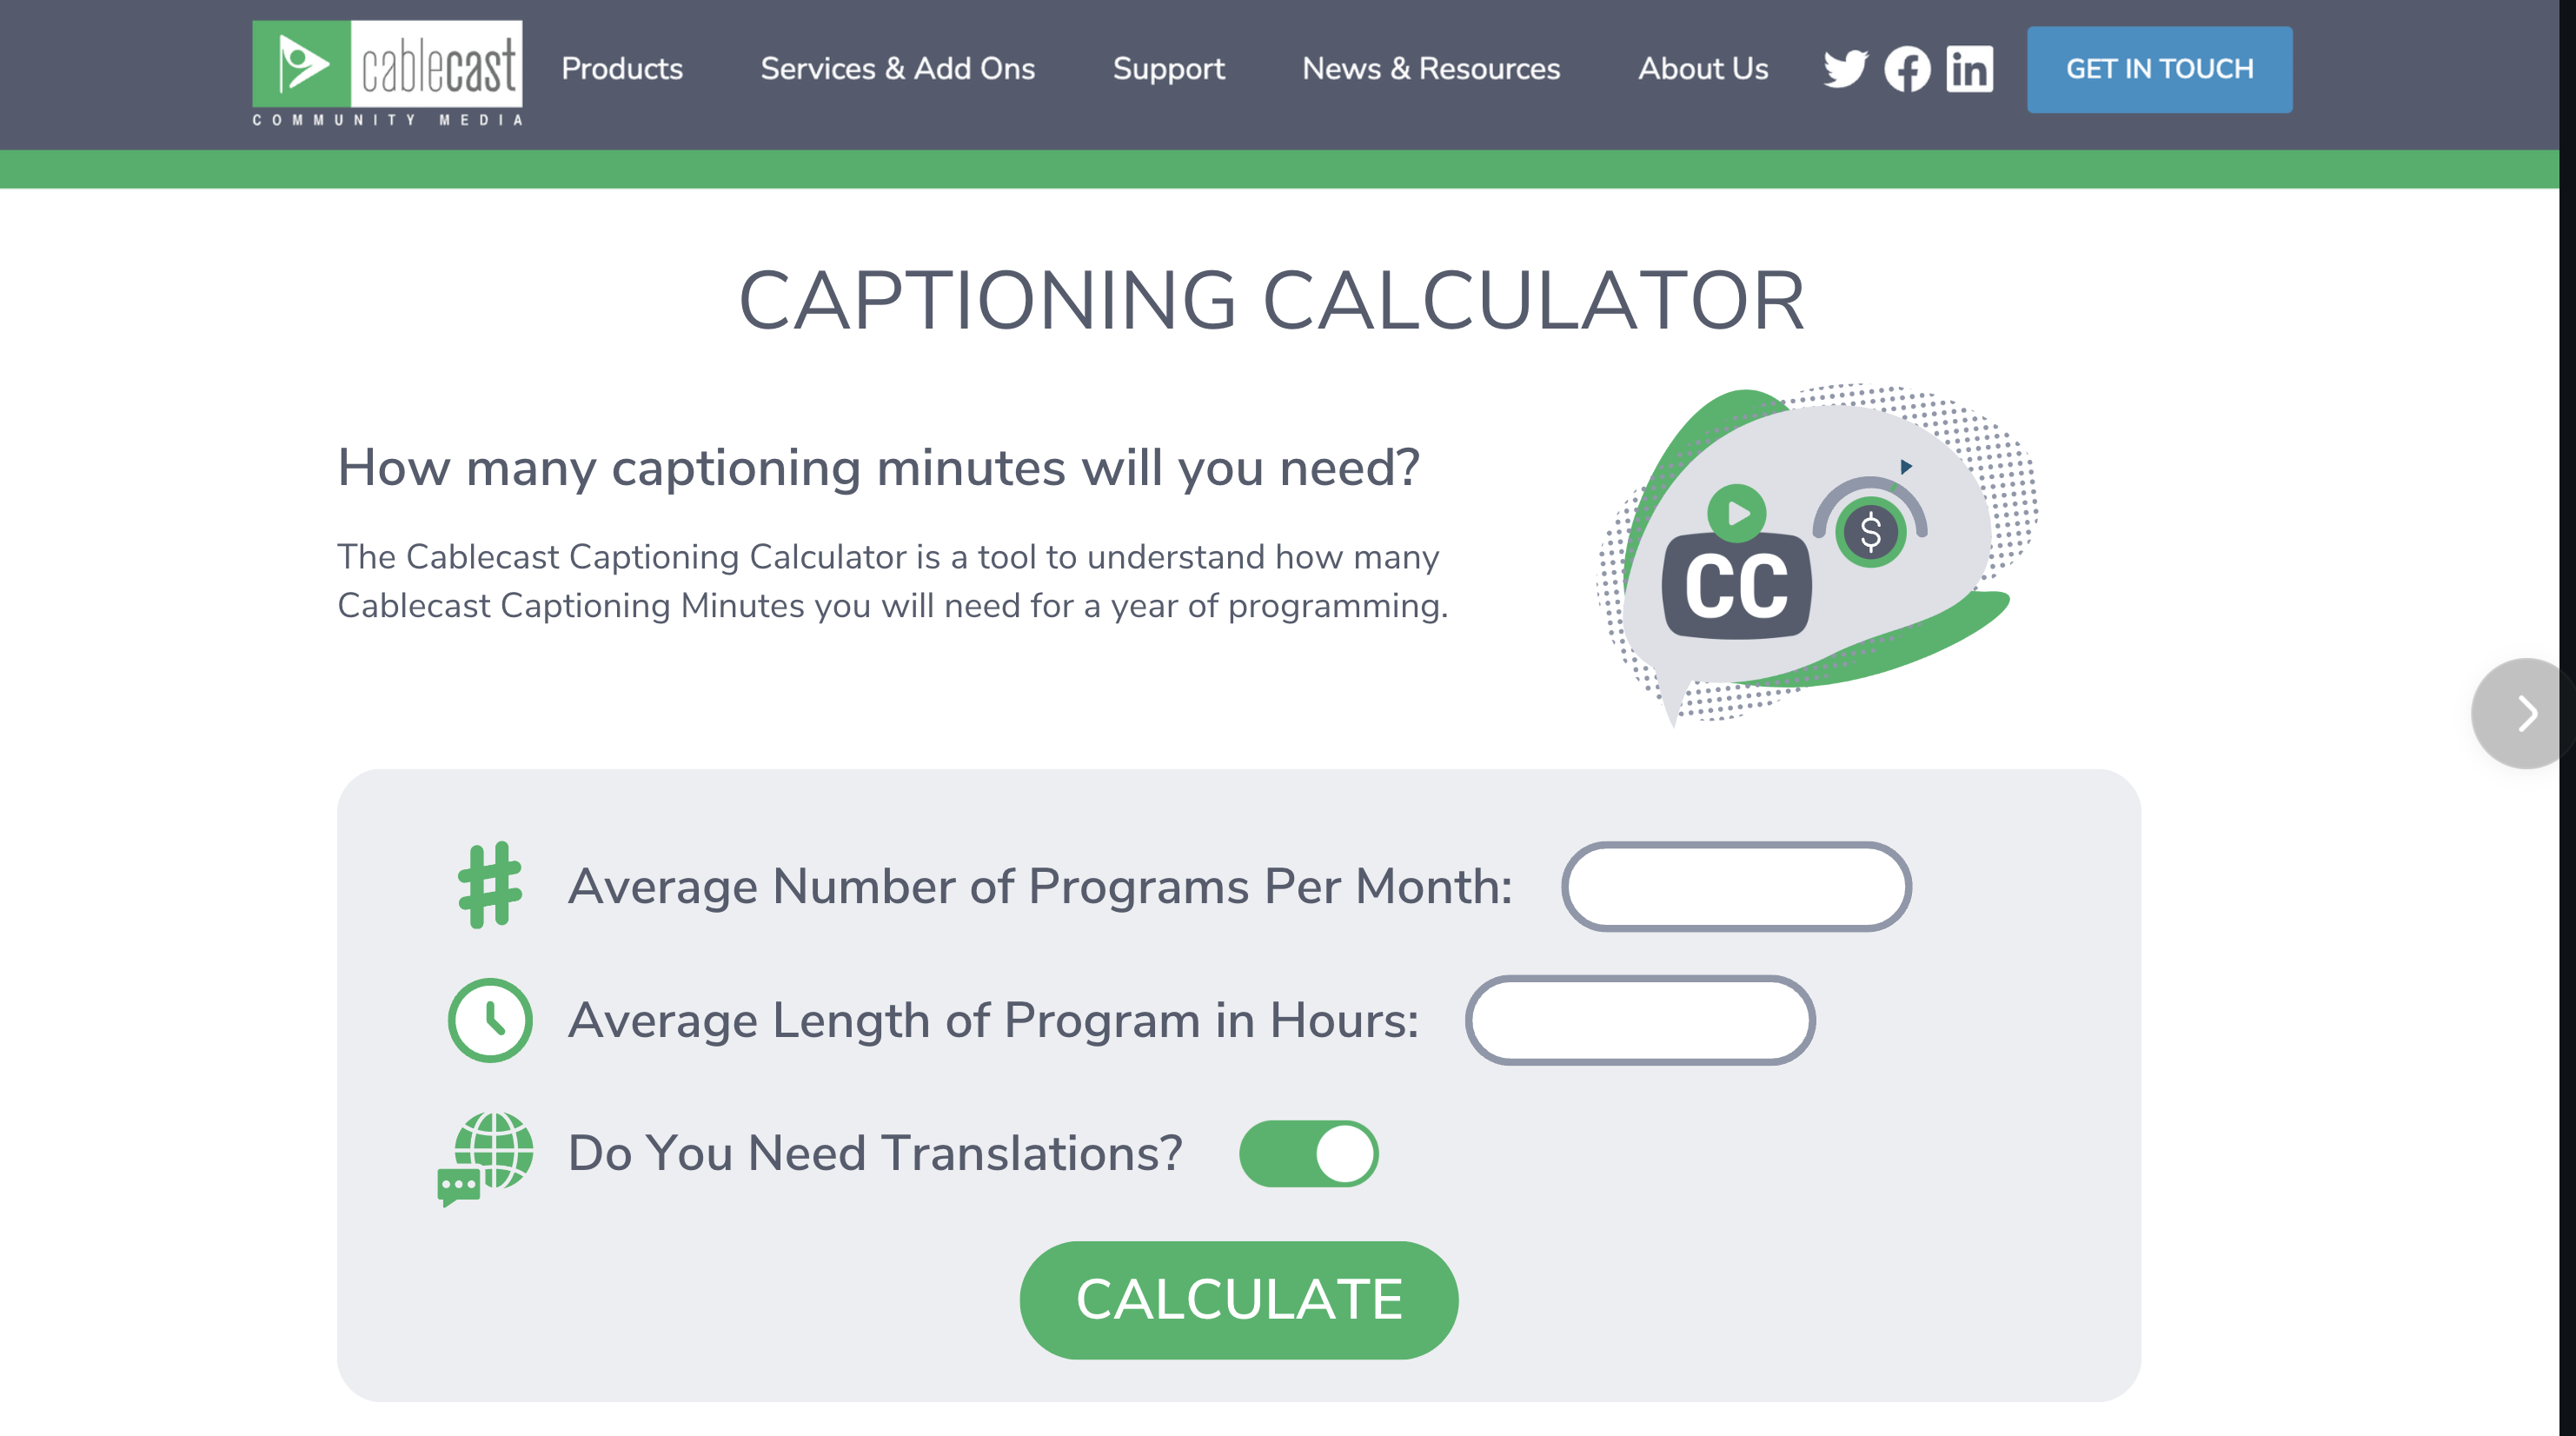 cablecast
COMMUNITY MEDIA
Products
Services & Add Ons
Support
News & Resources
About Us
in
GET IN TOUCH
CAPTIONING CALCULATOR
How many captioning minutes will you need?
The Cablecast Captioning Calculator is a tool to understand how many
Cablecast Captioning Minutes you will need for a year of programming.
$
CC
# Average Number of Programs Per Month:
Average Length of Program in Hours:
Do You Need Translations?
CALCULATE